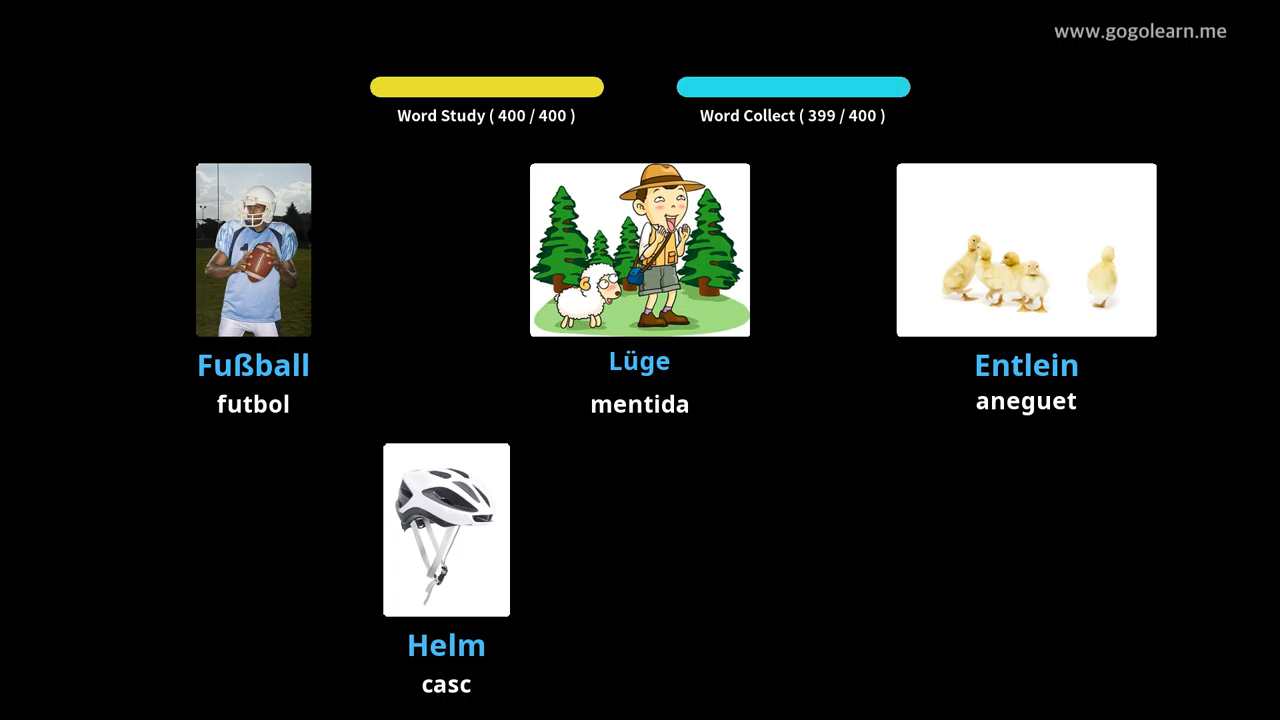 www.gogolearn.me
Word Study ( 400 / 400 )
Word Collect ( 399 / 400 )
Fußball
futbol
Lüge
mentida
Entlein
aneguet
Helm
casc